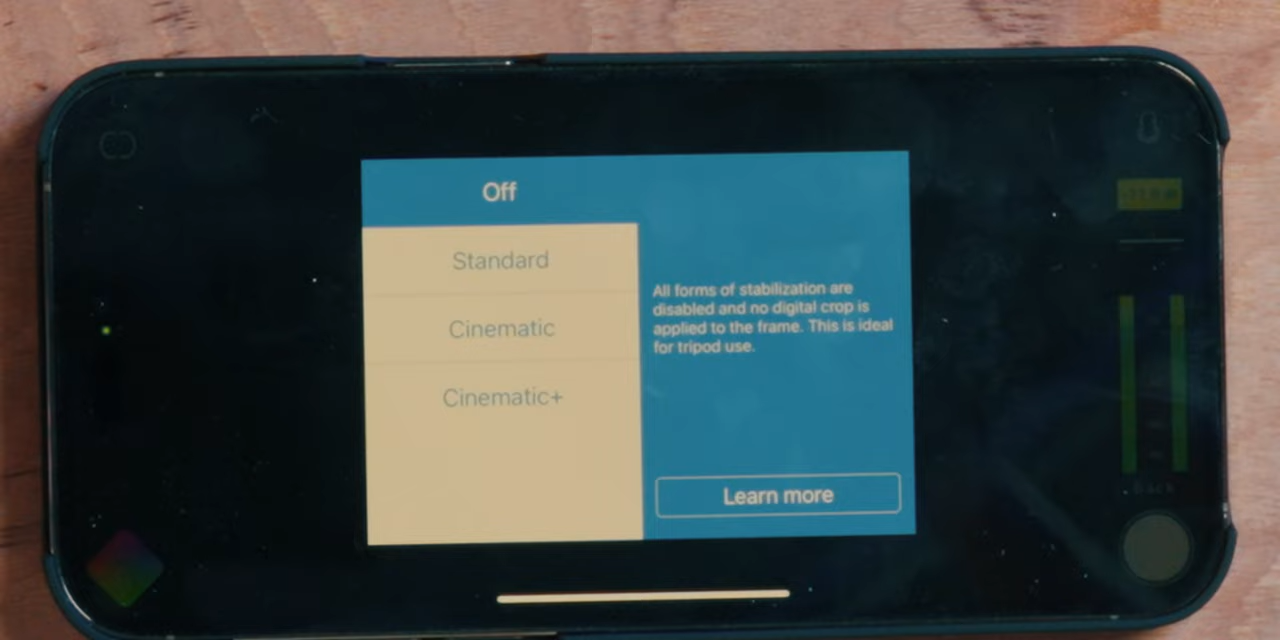 Off
Standard
Cinematic
Cinematic+
All forms of stabilization are
disabled and no digital crop is
applied to the frame. This is ideal
for tripod use.
Learn more
Back